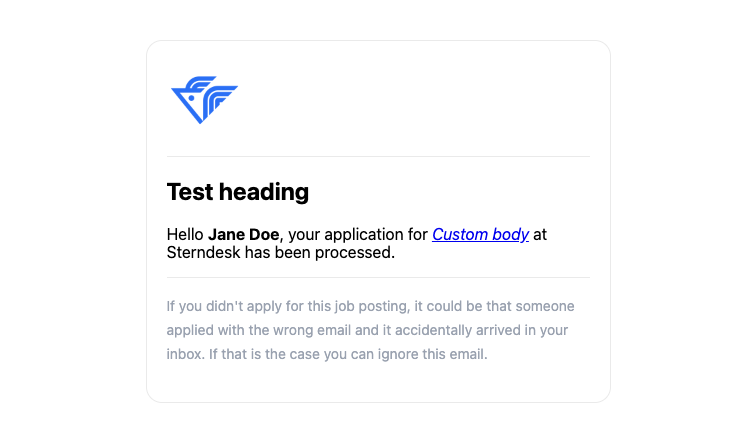 Test heading
Hello Jane Doe, your application for Custom body at
Sterndesk has been processed.
If you didn't apply for this job posting, it could be that someone
applied with the wrong email and it accidentally arrived in your
inbox. If that is the case you can ignore this email.